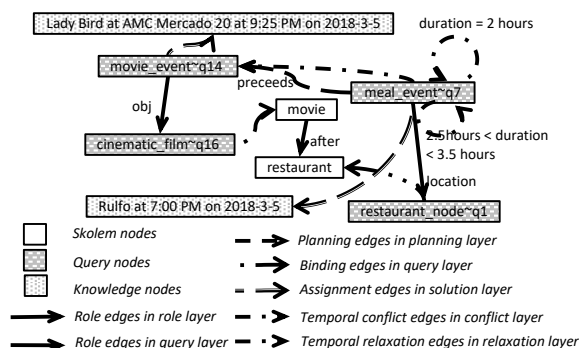 Lady Bird at AMC Mercado 20 at 9:25 PM on 2018-3-5
duration = 2 hours
movie_event~q14
preceeds
meal_event~q7
obj
movie
2.5hours < duration
< 3.5 hours
cinematic_film~q16
after
restaurant
location
Rulfo at 7:00 PM on 2018-3-5
restaurant_node~q1
Skolem nodes
Planning edges in planning layer
Query nodes
Binding edges in query layer
Knowledge nodes
Assignment edges in solution layer
Role edges in role layer
Temporal conflict edges in conflict layer
Role edges in query layer
Temporal relaxation edges in relaxation layer